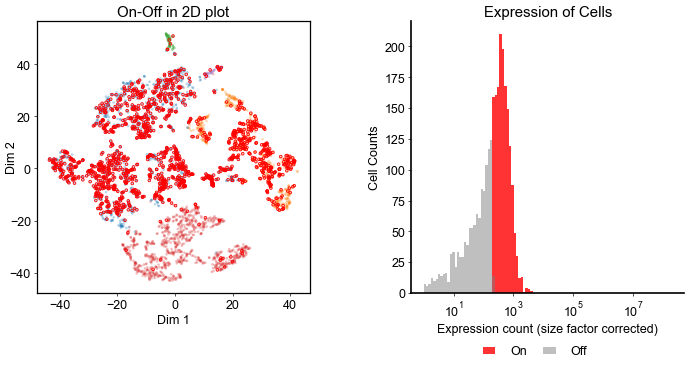 On-Off in 2D plot
Expression of Cells
Dim 2
40
20
0
−20
−40
−40 −20 0 20 40
Dim 1
Cell Counts
200
175
150
125
100
75
50
25
0
10^1 10^3 10^5 10^7
Expression count (size factor corrected)
On Off